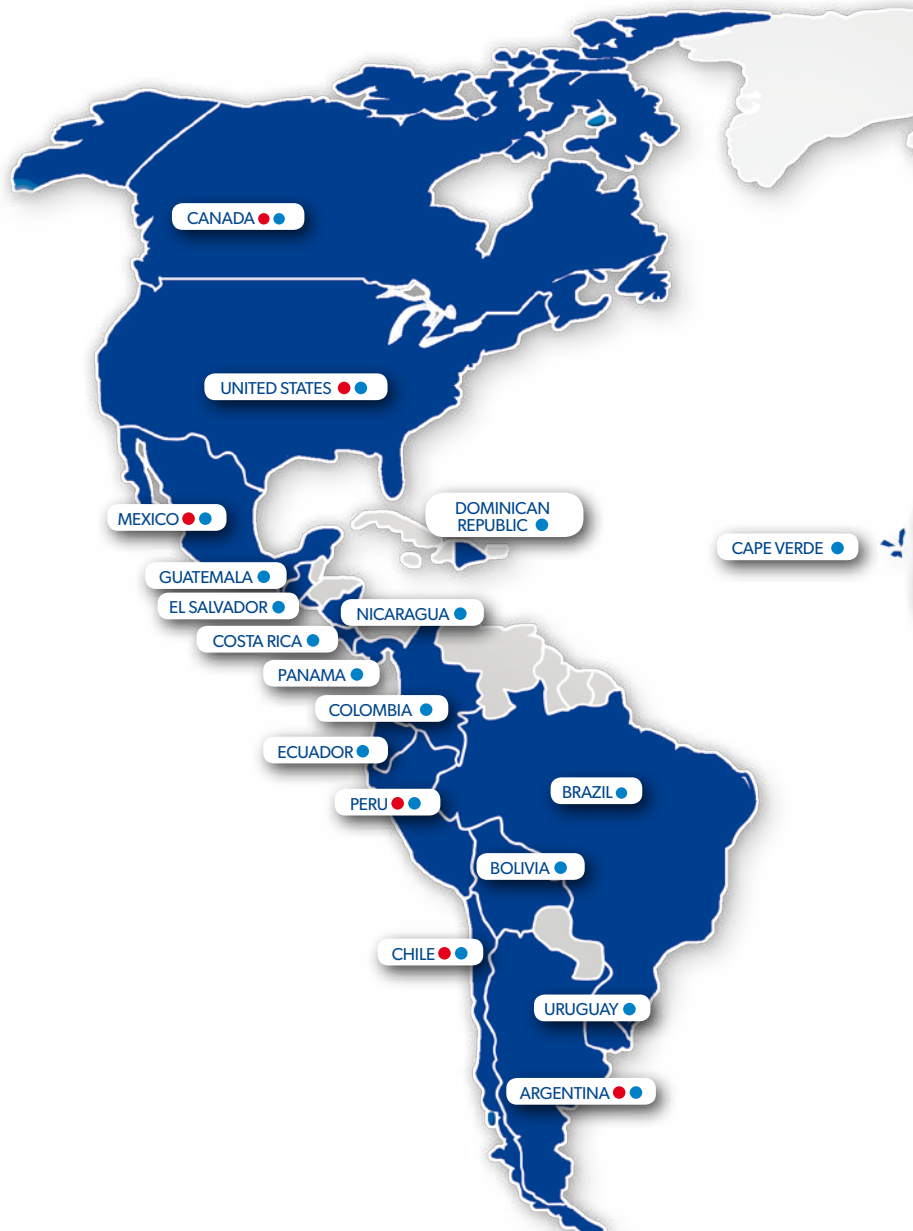 CANADA
UNITED STATES
MEXICO
DOMINICAN
REPUBLIC
CAPE VERDE
GUATEMALA
EL SALVADOR
NICARAGUA
COSTA RICA
PANAMA
COLOMBIA
ECUADOR
BRAZIL
PERU
BOLIVIA
CHILE
URUGUAY
ARGENTINA